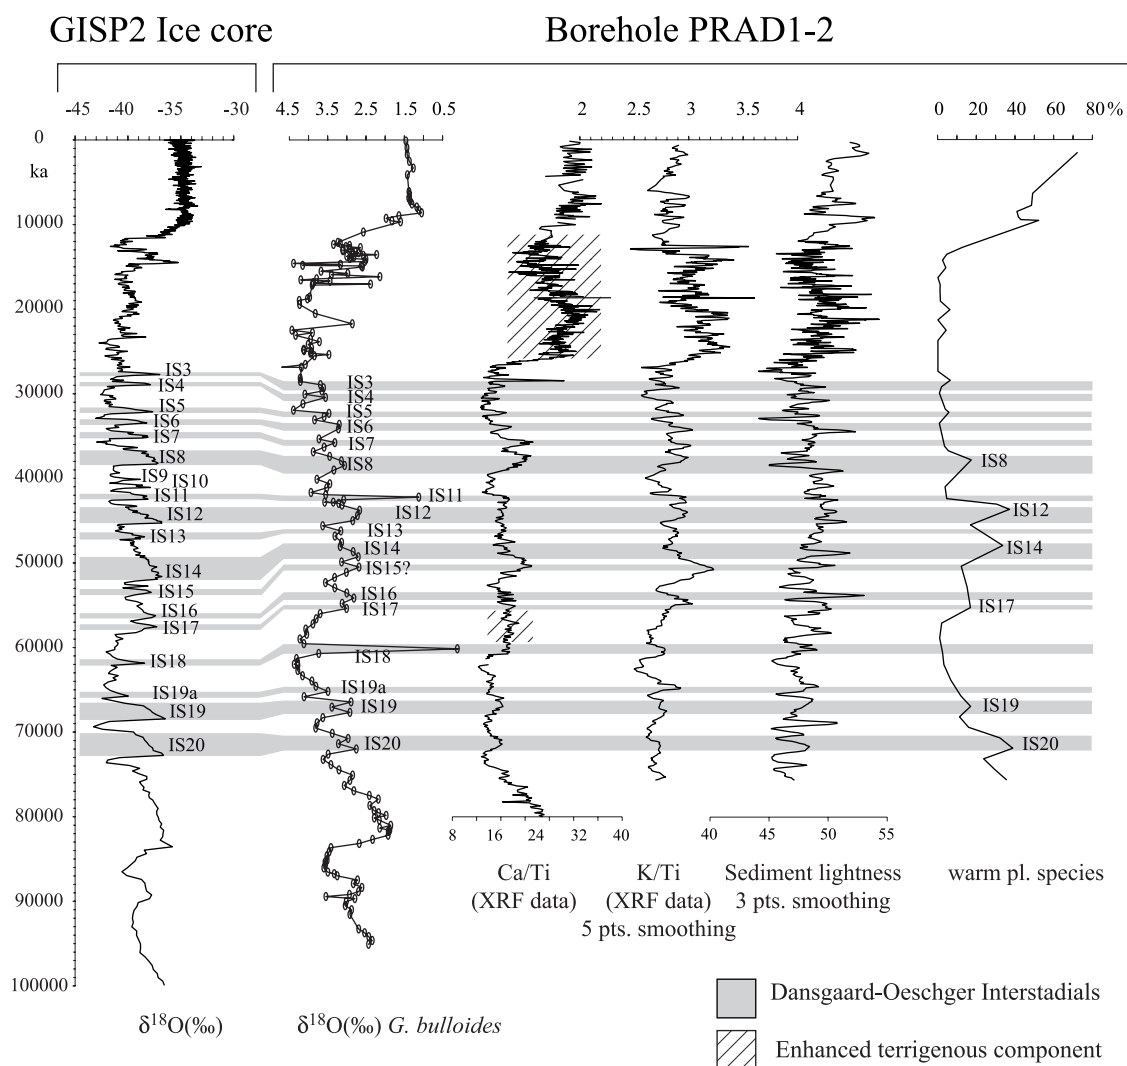 GISP2 Ice core
Borehole PRAD1-2
-45 -40 -35 -30
4.5 3.5 2.5 1.5 0.5
2 2.5 3 3.5 4
0 20 40 60 80%
0
ka
10000
20000
30000
40000
50000
60000
70000
80000
90000
100000
IS3
IS4
IS5
IS6
IS7
IS8
IS9
IS10
IS11
IS12
IS13
IS14
IS15
IS16
IS17
IS18
IS19a
IS19
IS20
IS3
IS4
IS5
IS6
IS7
IS8
IS11
IS12
IS13
IS14
IS15?
IS16
IS17
IS18
IS19a
IS19
IS20
IS8
IS12
IS14
IS17
IS19
IS20
8 16 24 32 40
40 45 50 55
Ca/Ti
(XRF data)
K/Ti
(XRF data)
5 pts. smoothing
Sediment lightness
3 pts. smoothing
warm pl. species
δ18O(‰)
δ18O(‰) G. bulloides
Dansgaard-Oeschger Interstadials
Enhanced terrigenous component